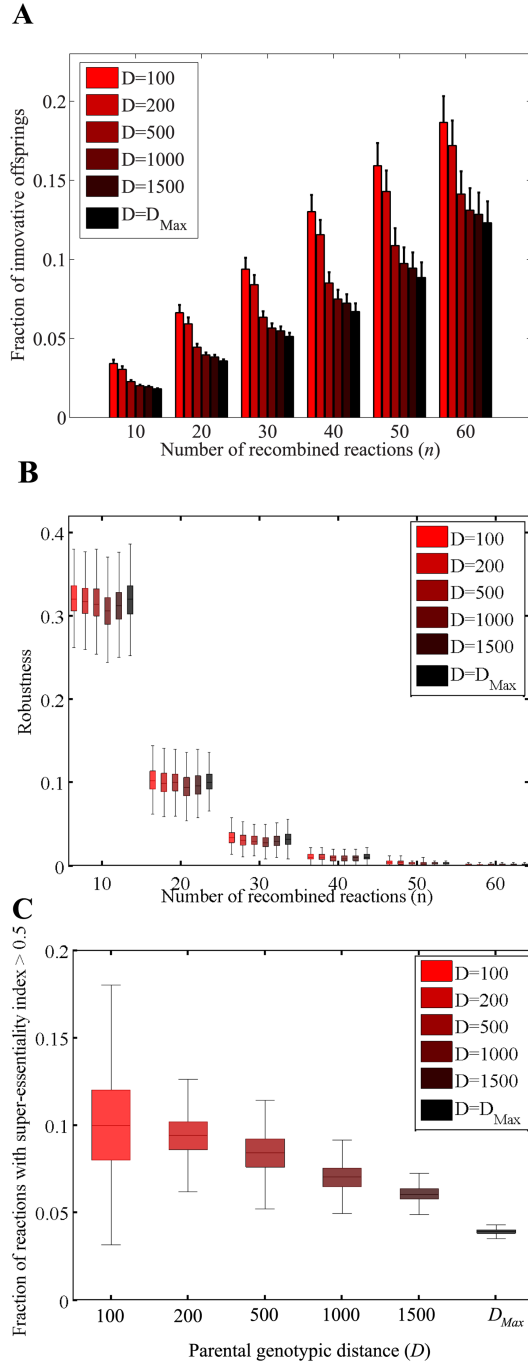 A
D=100
D=200
D=500
D=1000
D=1500
D=D_Max
Fraction of innovative offsprings
0.2
0.15
0.1
0.05
0
10 20 30 40 50 60
Number of recombined reactions (n)
B
D=100
D=200
D=500
D=1000
D=1500
D=D_Max
Robustness
0.4
0.3
0.2
0.1
0
10 20 30 40 50 60
Number of recombined reactions (n)
C
D=100
D=200
D=500
D=1000
D=1500
D=D_Max
Fraction of reactions with super-essentiality index > 0.5
0.2
0.15
0.1
0.05
0
100 200 500 1000 1500 D_Max
Parental genotypic distance (D)